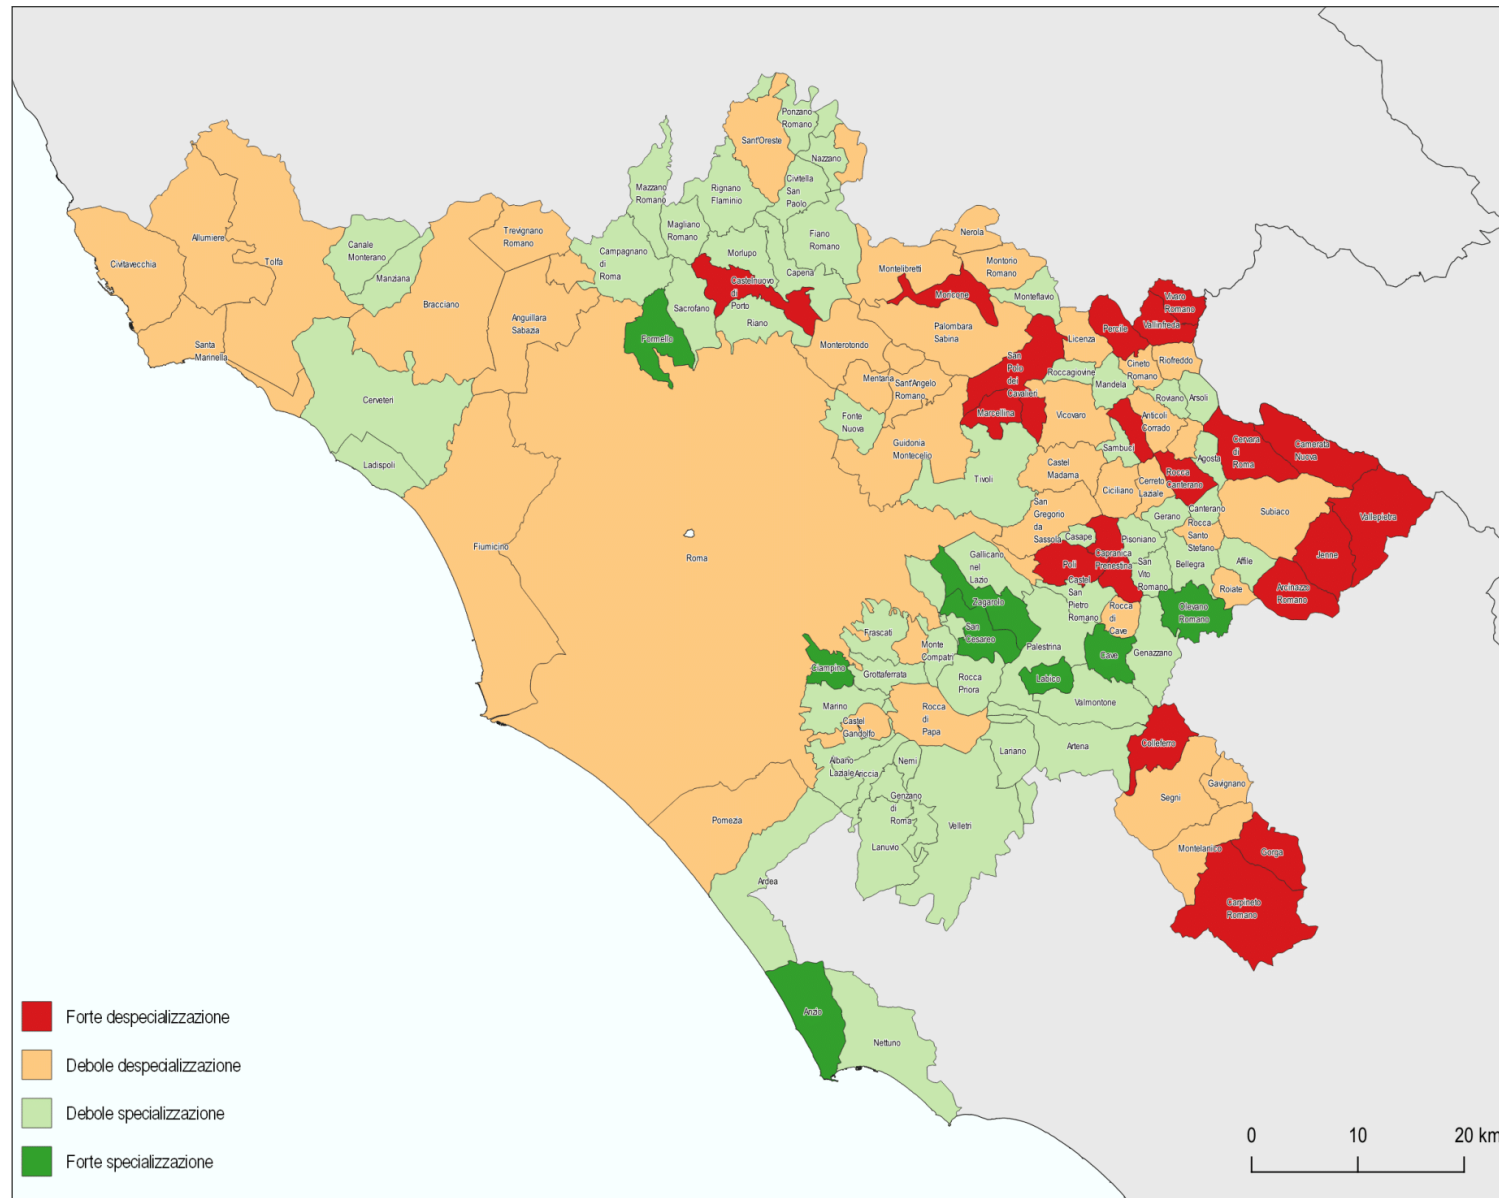 Ponzano
Romano
Sant'Oreste
Nazzano
Mazzano
Romano
Rignano
Flaminio
Civitella
San
Paolo
Magliano
Romano
Fiano
Romano
Nerola
Trevignano
Romano
Allumiere
Canale
Monterano
Campagnano
di
Roma
Morlupo
Civitavecchia
Tolfa
Manziana
Capena
Montelibretti
Montorio
Romano
Castelnuovo
di
Porto
Moricone
Monteflavio
Vivaro
Romano
Bracciano
Anguillara
Sabazia
Sacrofano
Riano
Formello
Palombara
Sabina
Licenza
Percile
Vallinfreda
Santa
Marinella
Monterotondo
San
Polo
dei
Cavalieri
Cineto
Romano
Riofreddo
Mentana
Sant'Angelo
Romano
Roccagiovine
Mandela
Cerveteri
Roviano
Arsoli
Marcellina
Vicovaro
Anticoli
Corrado
Fonte
Nuova
Guidonia
Montecelio
Sambuci
Agosta
Cervara
di
Roma
Camerata
Nuova
Ladispoli
Tivoli
Castel
Madama
Ciciliano
Cerreto
Laziale
Rocca
Canterano
San
Gregorio
da
Sassola
Canterano
Subiaco
Vallepietra
Gerano
Rocca
Santo
Stefano
Casape
Pisoniano
Fiumicino
Roma
Gallicano
nel
Lazio
Poli
Capranica
Prenestina
San
Vito
Romano
Bellegra
Affile
Jenne
Castel
San
Pietro
Romano
Roiate
Arcinazzo
Romano
Zagarolo
Rocca
di
Cave
Olevano
Romano
Frascati
San
Cesareo
Monte
Compatri
Palestrina
Cave
Genazzano
Ciampino
Grottaferrata
Rocca
Priora
Labico
Marino
Rocca
di
Papa
Valmontone
Castel
Gandolfo
Lariano
Artena
Colleferro
Albano
Laziale
Ariccia
Nemi
Genzano
di
Roma
Segni
Gavignano
Pomezia
Velletri
Lanuvio
Montelanico
Gorga
Ardea
Carpineto
Romano
Anzio
Nettuno
Forte despecializzazione
Debole despecializzazione
Debole specializzazione
Forte specializzazione
0 10 20 km